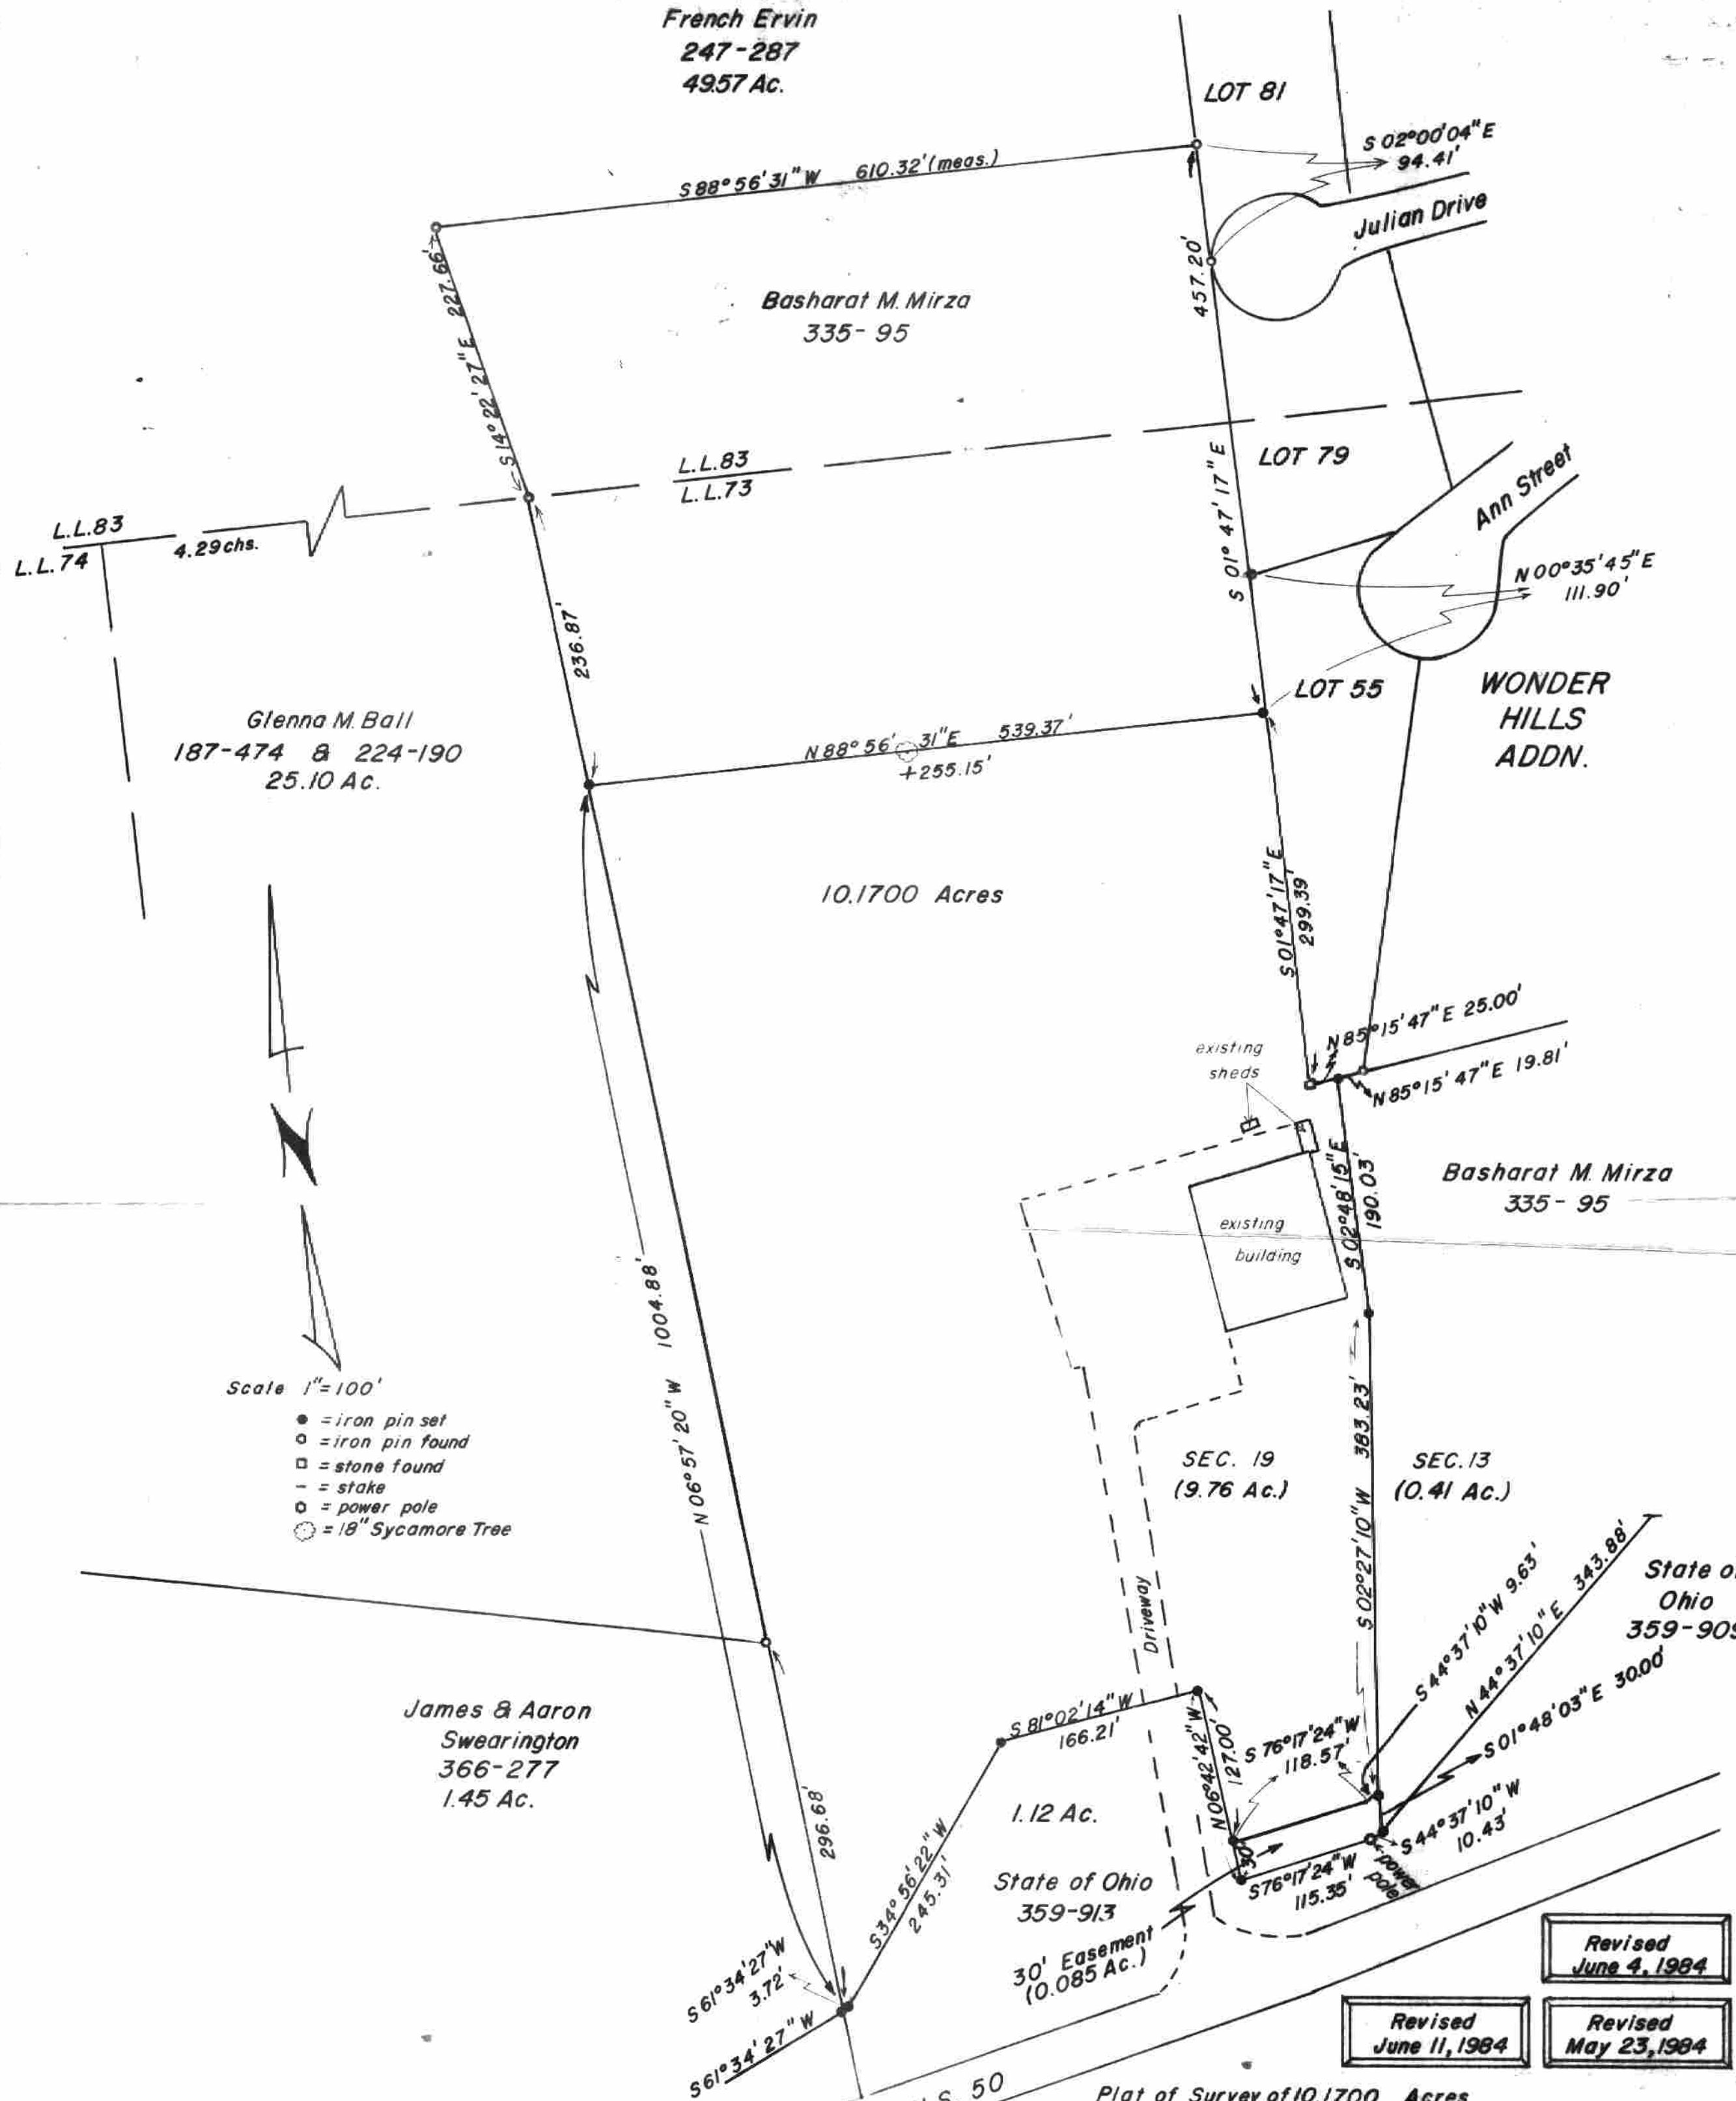 French Ervin
247-287
49.57 Ac.
LOT 81
S 02°00'04" E
94.41'
S 88° 56' 31" W 610.32' (meas.)
Julian Drive
227.66'
S 14° 22' 27" E
457.20'
Basharat M. Mirza
335-95
LOT 79
L.L.83
L.L.73
S 01° 47' 17" E
Ann Street
L.L.83
L.L.74
4.29 chs.
N 00°35'45" E
111.90'
236.87'
LOT 55
WONDER
HILLS
ADDN.
Glenna M. Ball
187-474 & 224-190
25.10 Ac.
N 88° 56' 31" E 539.37'
+255.15'
10.1700 Acres
S 01°47'17" E
299.39'
N 85°15'47" E 25.00'
N 85°15'47" E 19.81'
existing
sheds
S 02°48'15" E
190.03'
Basharat M. Mirza
335-95
existing
building
N
1004.88'
N 06°57'20" W
Scale 1"=100'
= iron pin set
= iron pin found
= stone found
- = stake
= power pole
= 18" Sycamore Tree
383.23'
S 02°27'10" W
SEC. 19
(9.76 Ac.)
SEC. 13
(0.41 Ac.)
S 44°37'10" W 9.63'
N 44°37'10" E 343.88'
State o
Ohio
359-909
S 01°48'03" E 30.00'
Driveway
James & Aaron
Swearington
366-277
1.45 Ac.
S 81°02'14" W
166.21'
N 06°42'42" W
127.00'
S 76°17'24" W
118.57'
296.68'
1.12 Ac.
S 34°56'22" W
245.31'
30'
S 44°37'10" W
10.43'
State of Ohio
359-913
S 76°17'24" W
115.35'
power
pole
30' Easement
(0.085 Ac.)
S 61°34'27" W
3.72'
S 61°34'27" W
Revised
June 4, 1984
Revised
June 11, 1984
Revised
May 23, 1984
S. 50
Plat of Survey of 10.1700 Acres